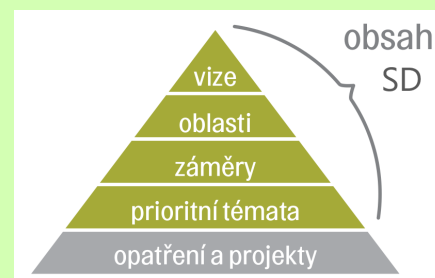 obsah
SD
vize
oblasti
záměry
prioritní témata
opatření a projekty